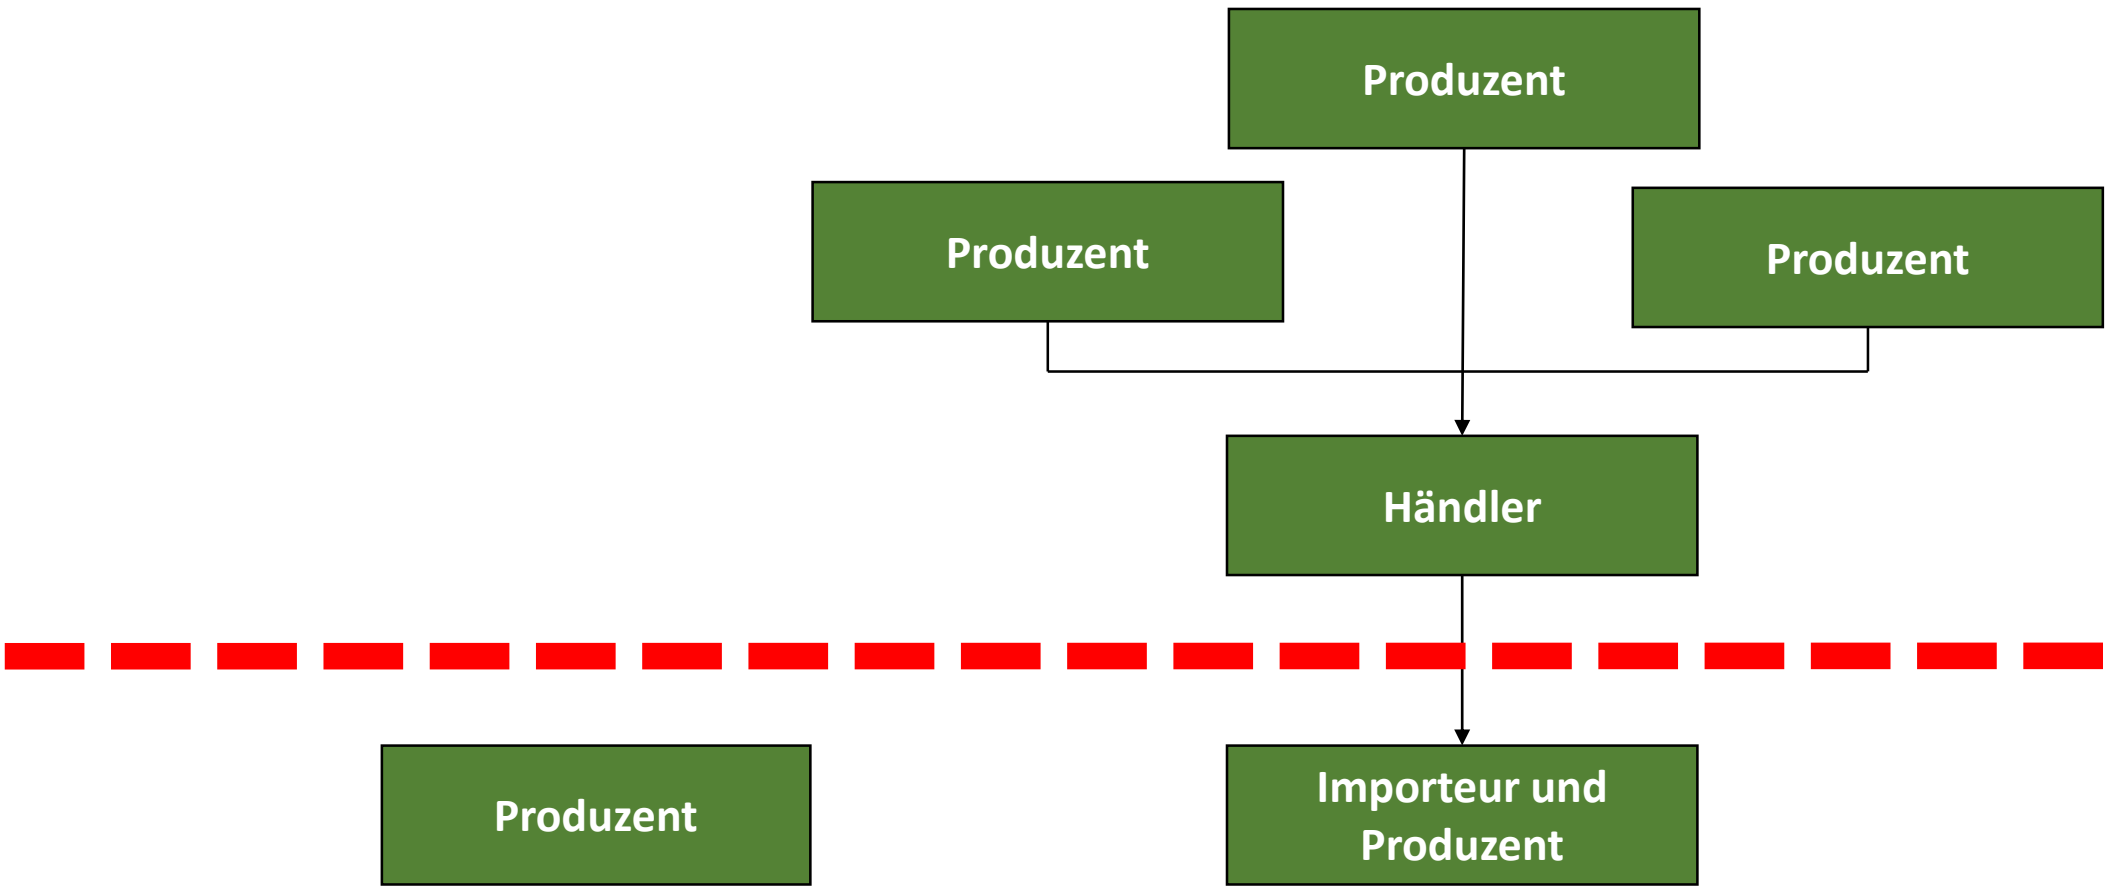 Produzent
Produzent
Produzent
Händler
Produzent
Importeur und
Produzent